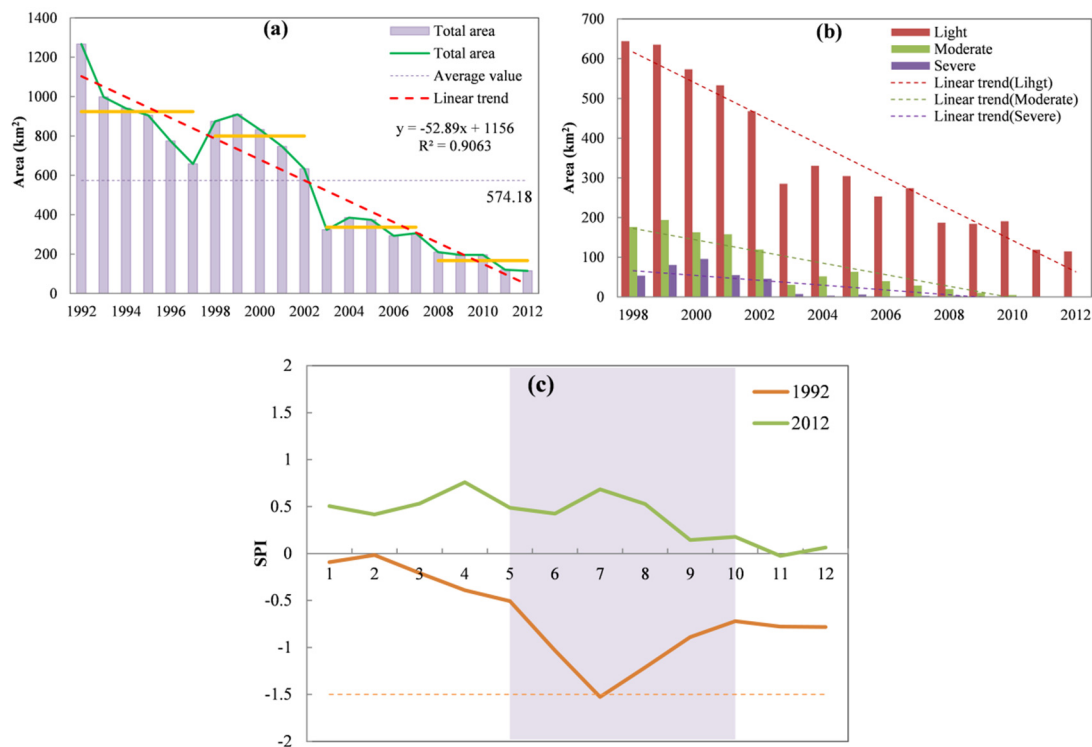 (a)
1400
1200
1000
800
600
400
200
0
Area (km²)
1992 1994 1996 1998 2000 2002 2004 2006 2008 2010 2012
Total area
Total area
Average value
Linear trend
y = -52.89x + 1156
R² = 0.9063
574.18
(b)
700
600
500
400
300
200
100
0
Area (km²)
1998 2000 2002 2004 2006 2008 2010 2012
Light
Moderate
Severe
Linear trend(Lihgt)
Linear trend(Moderate)
Linear trend(Severe)
(c)
2
1.5
1
0.5
0
-0.5
-1
-1.5
-2
SPI
1 2 3 4 5 6 7 8 9 10 11 12
1992
2012